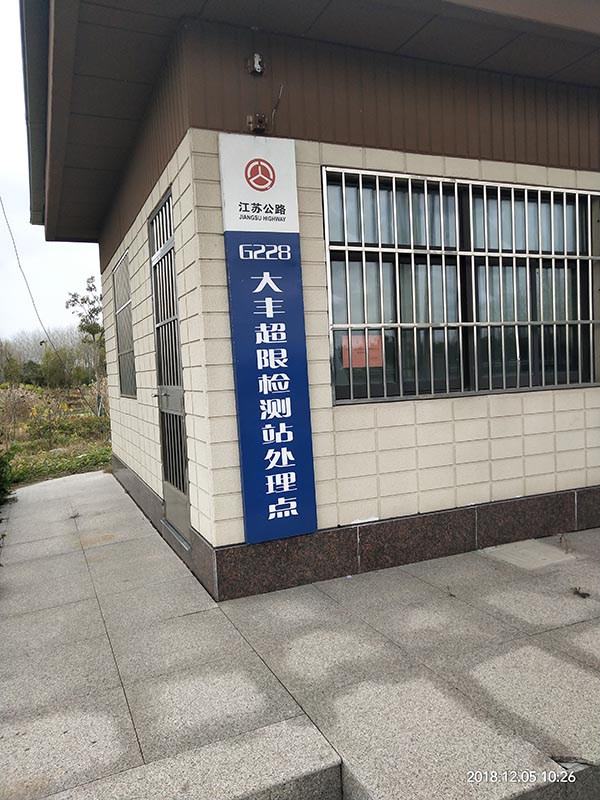 江苏公路
JIANGSU HIGHWAY
G228
大丰超限检测站处理点
2018.12.05 10:26